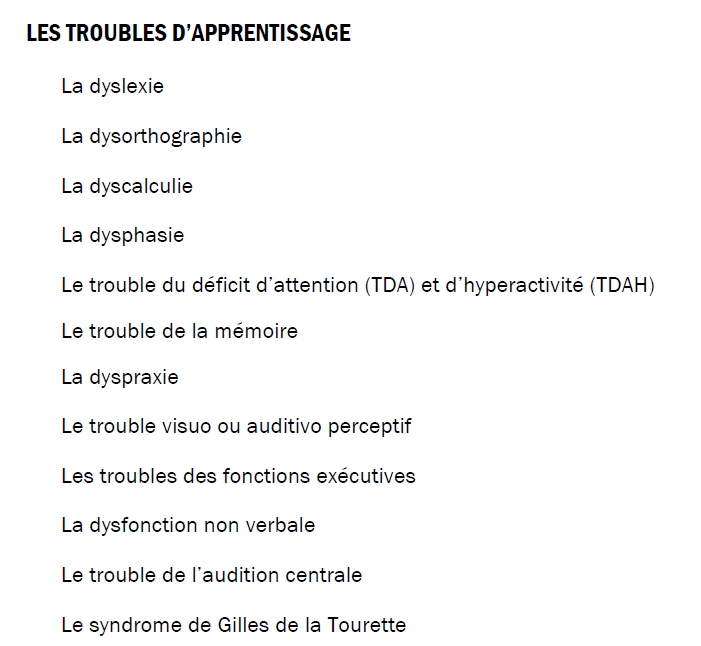 LES TROUBLES D’APPRENTISSAGE
La dyslexie
La dysorthographie
La dyscalculie
La dysphasie
Le trouble du déficit d’attention (TDA) et d’hyperactivité (TDAH)
Le trouble de la mémoire
La dyspraxie
Le trouble visuo ou auditivo perceptif
Les troubles des fonctions exécutives
La dysfonction non verbale
Le trouble de l’audition centrale
Le syndrome de Gilles de la Tourette